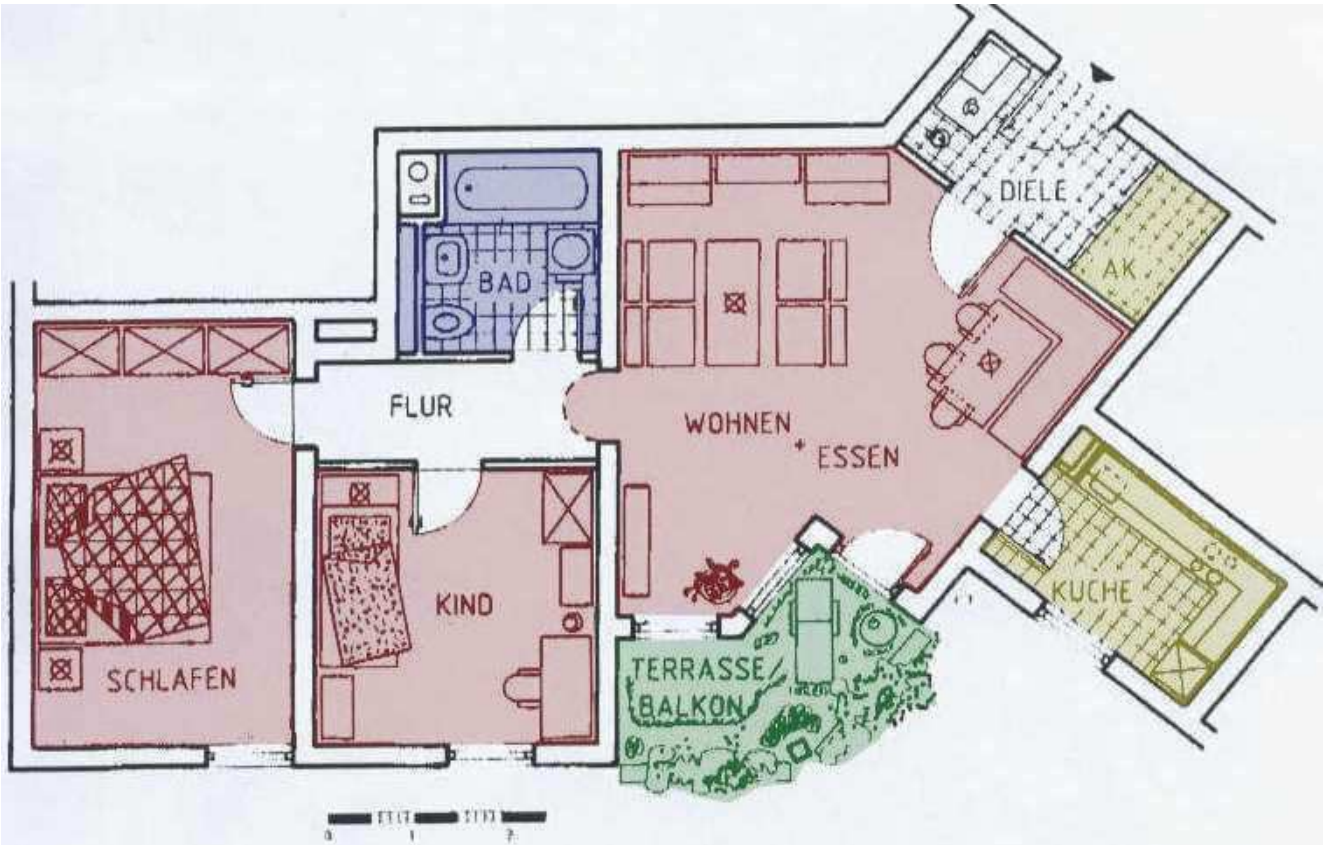 DIELE
AK
BAD
FLUR
WOHNEN
+
ESSEN
KUCHE
KIND
SCHLAFEN
TERRASSE
BALKON
0 1 2